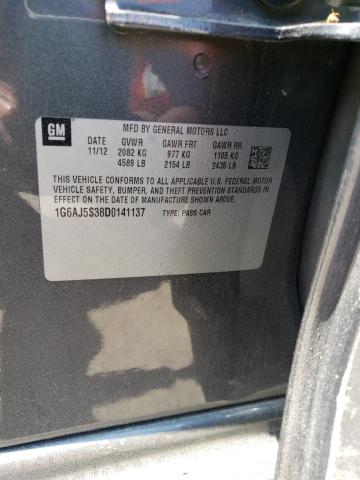 GM
MFD BY GENERAL MOTORS LLC
DATE GVWR GAWR FRT GAWR RR
11/12 2082 KG 977 KG 1105 KG
4589 LB 2154 LB 2435 LB
THIS VEHICLE CONFORMS TO ALL APPLICABLE U.S. FEDERAL MOTOR
VEHICLE SAFETY, BUMPER, AND THEFT PREVENTION STANDARDS
IN EFFECT ON THE DATE OF MANUFACTURE SHOWN ABOVE.
1G6AJ5S38D0141137 TYPE: PASS CAR